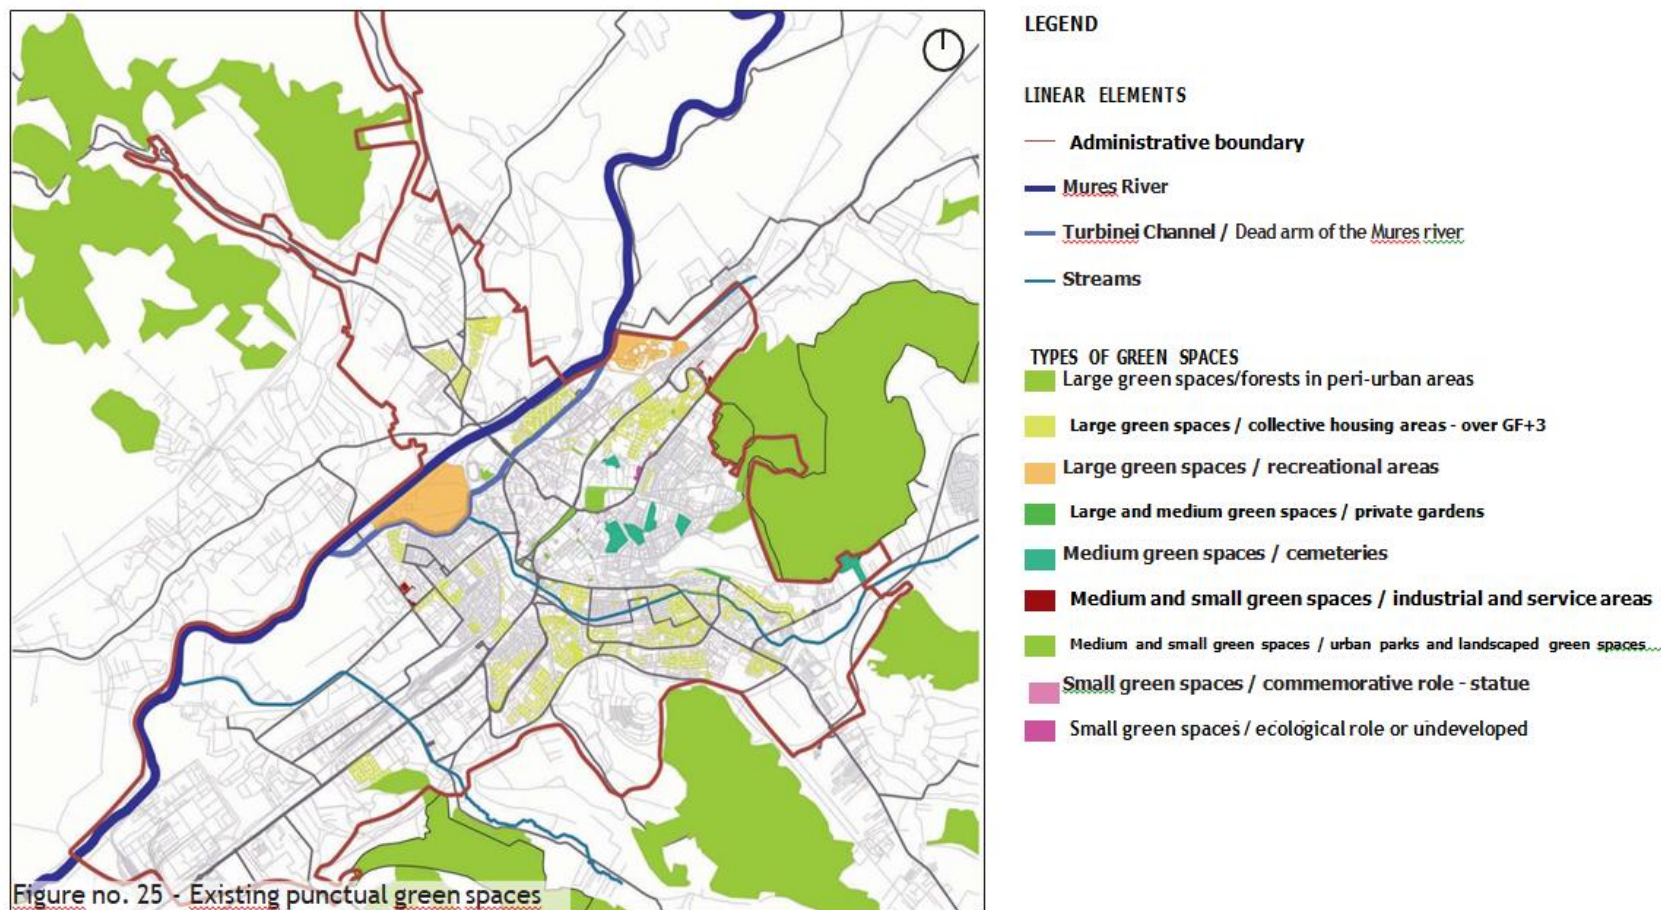 LEGEND
LINEAR ELEMENTS
Administrative boundary
Mures River
Turbinei Channel / Dead arm of the Mures river
Streams
TYPES OF GREEN SPACES
Large green spaces/forests in peri-urban areas
Large green spaces / collective housing areas - over GF+3
Large green spaces / recreational areas
Large and medium green spaces / private gardens
Medium green spaces / cemeteries
Medium and small green spaces / industrial and service areas
Medium and small green spaces / urban parks and landscaped green spaces
Small green spaces / commemorative role - statue
Small green spaces / ecological role or undeveloped
Figure no. 25 - Existing punctual green spaces